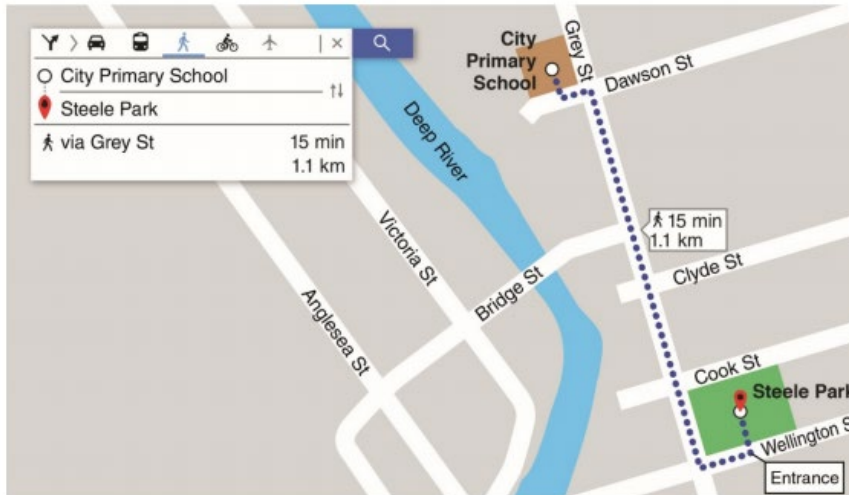 City Primary School
Steele Park
via Grey St 15 min
1.1 km
City
Primary
School
Grey St
Dawson St
Deep River
15 min
1.1 km
Victoria St
Clyde St
Bridge St
Anglesea St
Cook St
Steele Park
Wellington S
Entrance